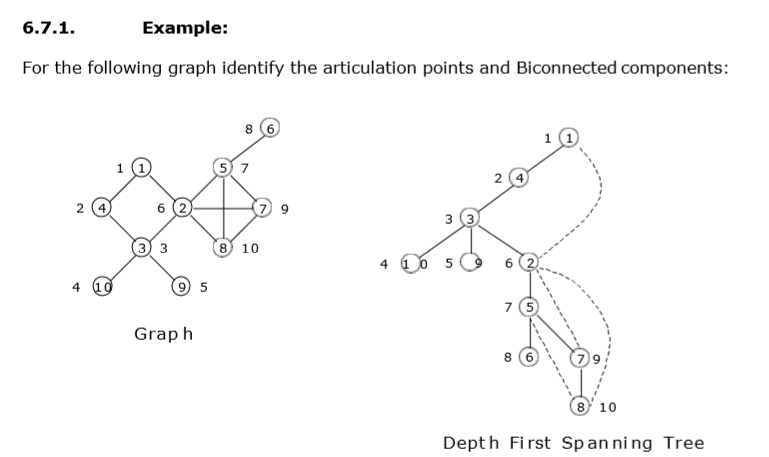 6.7.1. Example:
For the following graph identify the articulation points and Biconnected components:
8 6
1 1 5 7
2 4 6 2 7 9
3 3 8 10
4 10 9 5
Graph
1 1
2 4
3 3
4 10 5 9 6 2
7 5
8 6 7 9
8 10
Depth First Spanning Tree